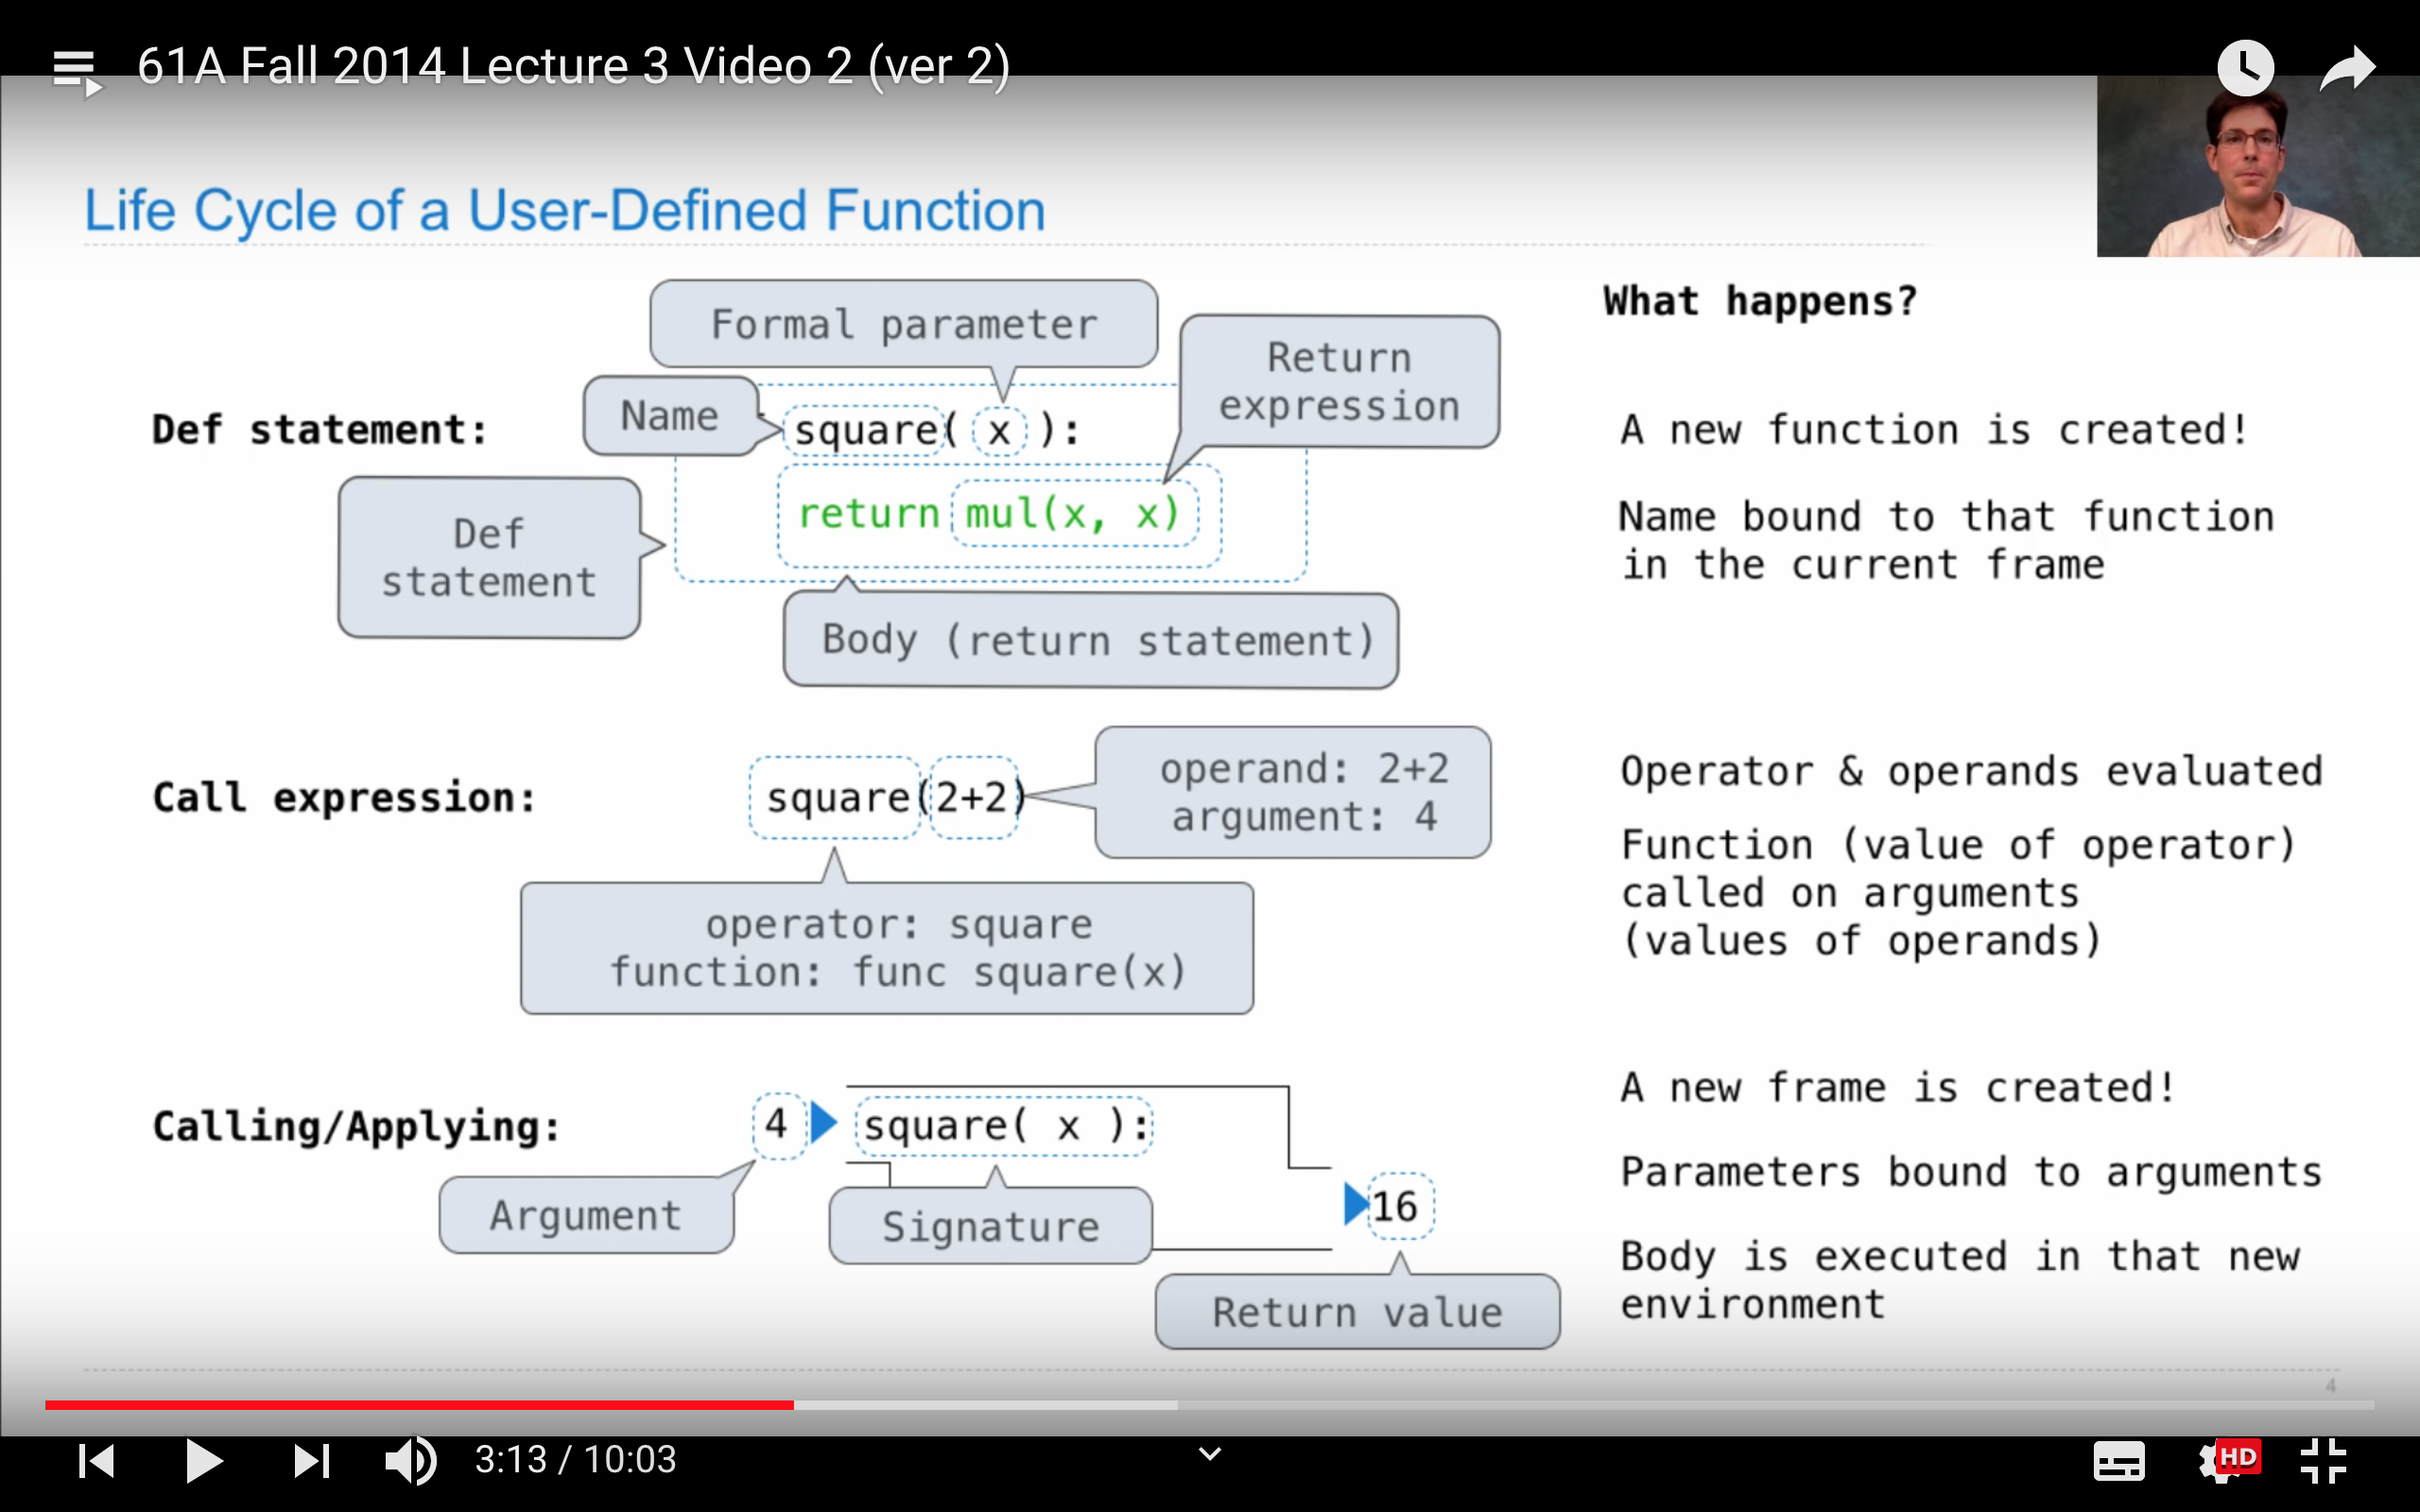 61A Fall 2014 Lecture 3 Video 2 (ver 2)
Life Cycle of a User-Defined Function
What happens?
Formal parameter
Return
expression
Name
Def statement:
square( x ):
A new function is created!
return mul(x, x)
Name bound to that function
in the current frame
Def
statement
Body (return statement)
Call expression:
square(2+2)
operand: 2+2
argument: 4
Operator & operands evaluated
Function (value of operator)
called on arguments
(values of operands)
operator: square
function: func square(x)
Calling/Applying:
4
square( x ):
A new frame is created!
Argument
Signature
16
Parameters bound to arguments
Return value
Body is executed in that new
environment
4
3:13 / 10:03
HD